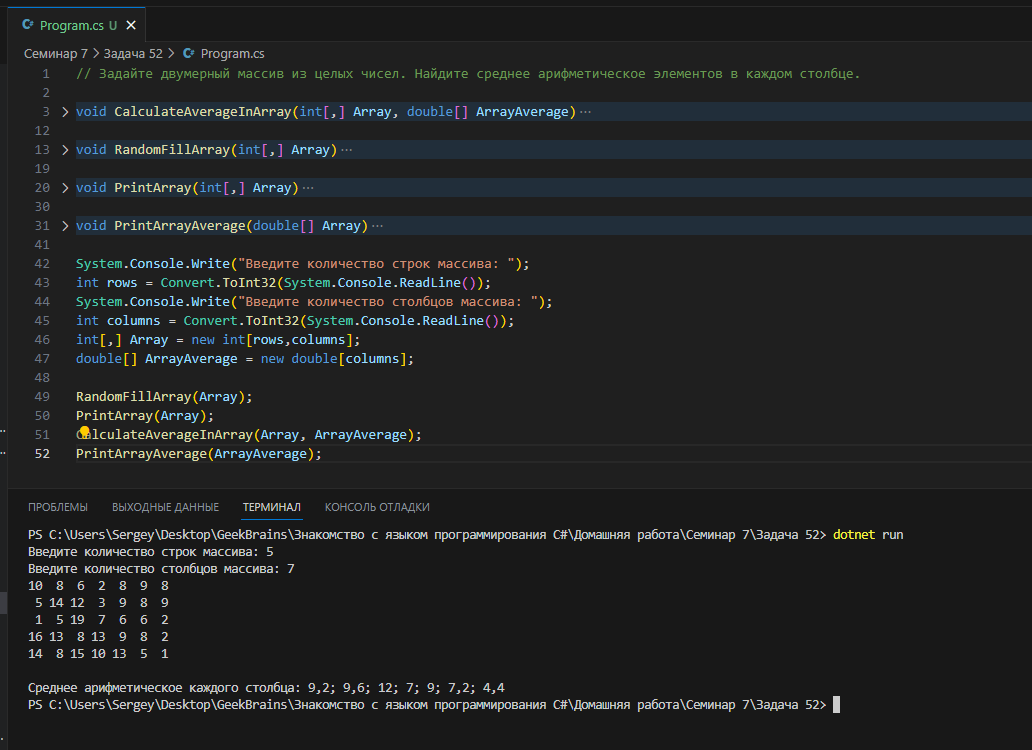 C# Program.cs U ×
Семинар 7 > Задача 52 > C# Program.cs
1 // Задайте двумерный массив из целых чисел. Найдите среднее арифметическое элементов в каждом столбце.
2
3 > void CalculateAverageInArray(int[,] Array, double[] ArrayAverage) ···
12
13 > void RandomFillArray(int[,] Array) ···
19
20 > void PrintArray(int[,] Array) ···
30
31 > void PrintArrayAverage(double[] Array) ···
41
42 System.Console.Write("Введите количество строк массива: ");
43 int rows = Convert.ToInt32(System.Console.ReadLine());
44 System.Console.Write("Введите количество столбцов массива: ");
45 int columns = Convert.ToInt32(System.Console.ReadLine());
46 int[,] Array = new int[rows,columns];
47 double[] ArrayAverage = new double[columns];
48
49 RandomFillArray(Array);
50 PrintArray(Array);
51 CalculateAverageInArray(Array, ArrayAverage);
52 PrintArrayAverage(ArrayAverage);
ПРОБЛЕМЫ ВЫХОДНЫЕ ДАННЫЕ ТЕРМИНАЛ КОНСОЛЬ ОТЛАДКИ
PS C:\Users\Sergey\Desktop\GeekBrains\Знакомство с языком программирования C#\Домашняя работа\Семинар 7\Задача 52> dotnet run
Введите количество строк массива: 5
Введите количество столбцов массива: 7
10 8 6 2 8 9 8
5 14 12 3 9 8 9
1 5 19 7 6 6 2
16 13 8 13 9 8 2
14 8 15 10 13 5 1
Среднее арифметическое каждого столбца: 9,2; 9,6; 12; 7; 9; 7,2; 4,4
PS C:\Users\Sergey\Desktop\GeekBrains\Знакомство с языком программирования C#\Домашняя работа\Семинар 7\Задача 52>